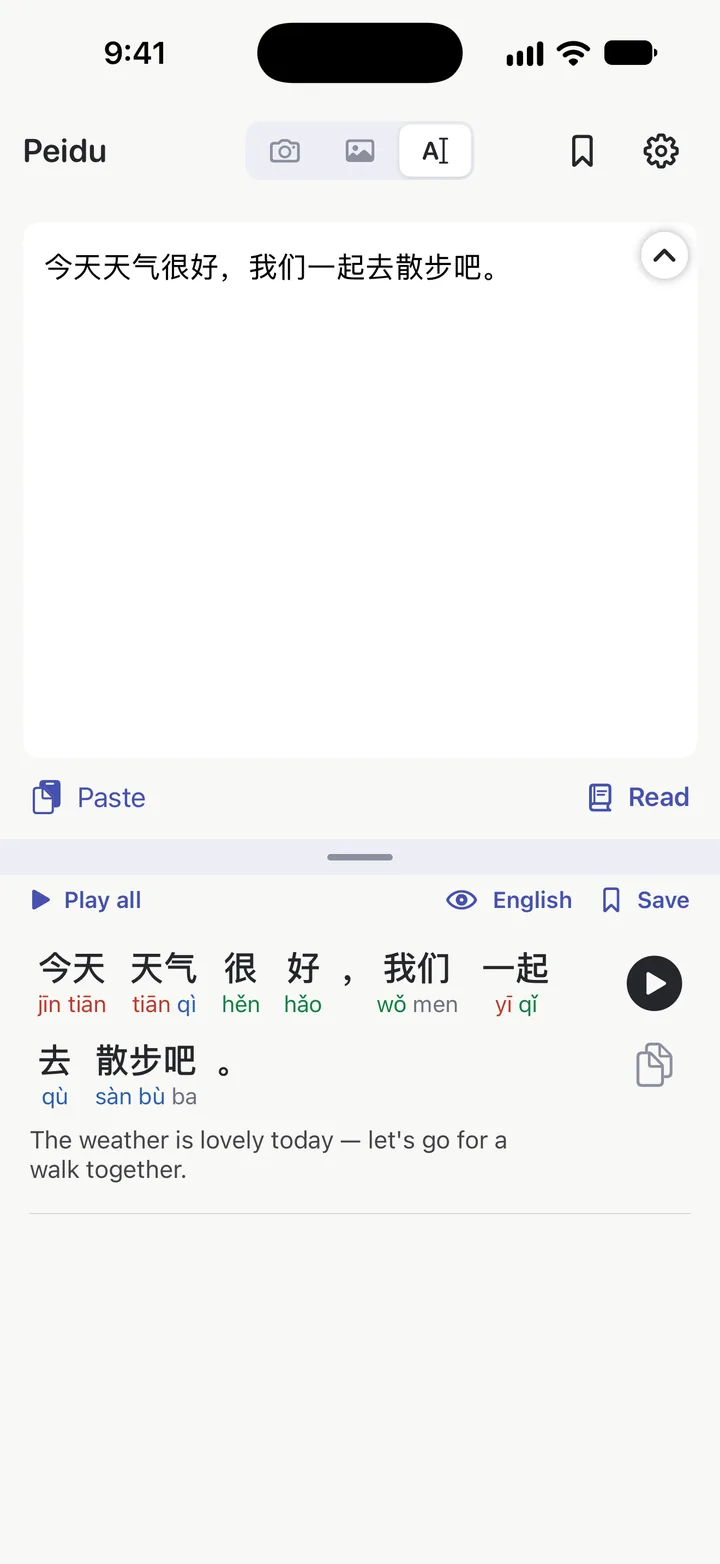 9:41
Peidu
A
今天天气很好，我们一起去散步吧。
Paste
Read
Play all
English
Save
今天 天气 很 好 ， 我们 一起
jīn tiān tiān qì hěn hǎo wǒ men yī qǐ
去 散步吧 。
qù sàn bù ba
The weather is lovely today — let's go for a
walk together.